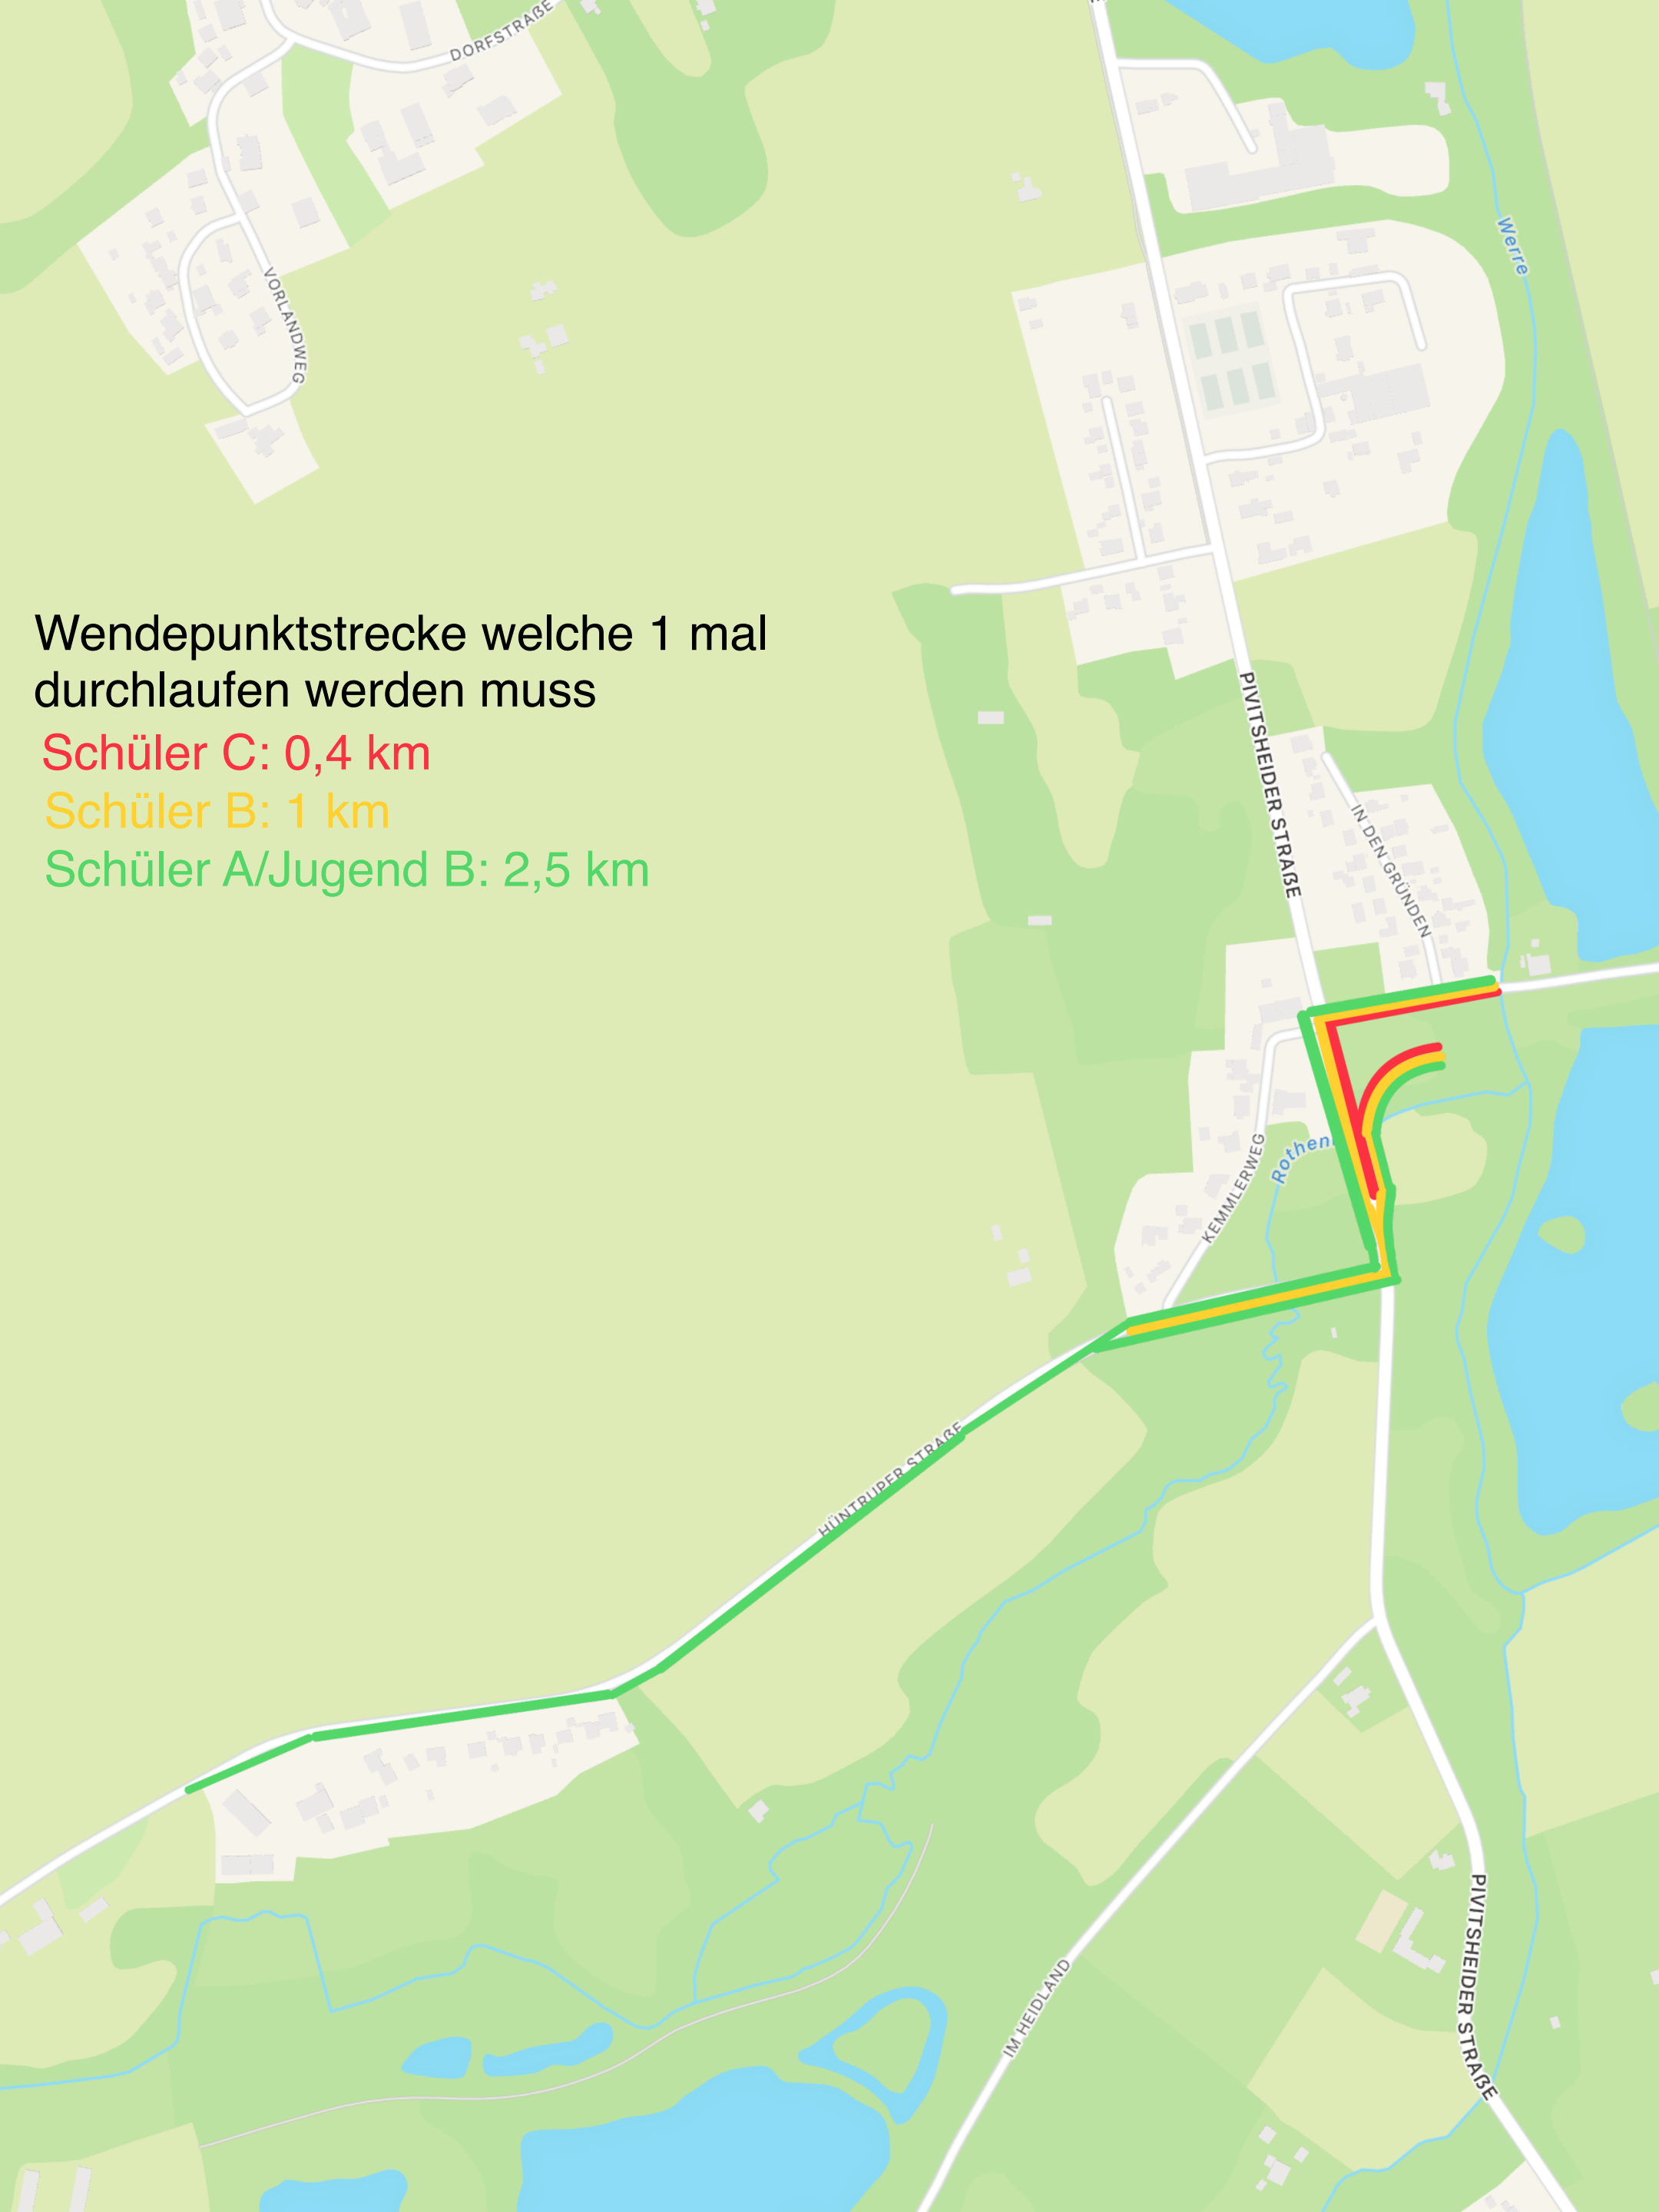 DORFSTRAßE
VORLANDWEG
Werre
Wendepunktstrecke welche 1 mal
durchlaufen werden muss
Schüler C: 0,4 km
Schüler B: 1 km
Schüler A/Jugend B: 2,5 km
PIVITSHEIDER STRAßE
IN DEN GRÜNDEN
KEMMLERWEG
HÜNTRUPER STRAßE
IM HEIDLAND
PIVITSHEIDER STRAßE